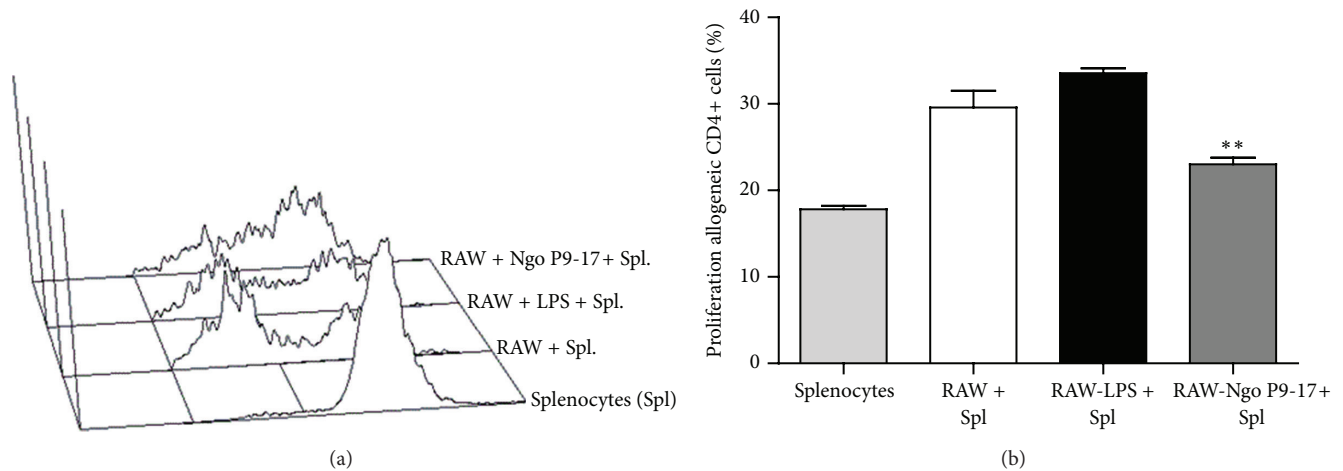 RAW + Ngo P9-17+ Spl.
RAW + LPS + Spl.
RAW + Spl.
Splenocytes (Spl)
(a)
Proliferation allogeneic CD4+ cells (%)
40
30
20
10
0
**
Splenocytes
RAW +
Spl
RAW-LPS +
Spl
RAW-Ngo P9-17+
Spl
(b)